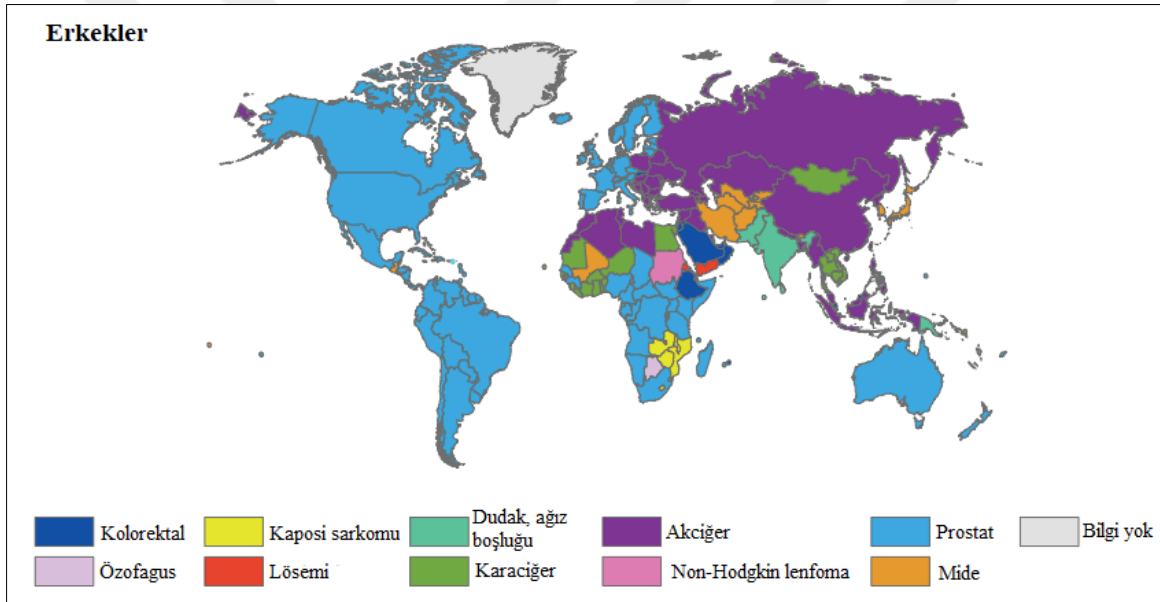 Erkekler
Kolorektal
Kaposi sarkomu
Dudak, ağız
boşluğu
Akciğer
Prostat
Bilgi yok
Özofagus
Lösemi
Karaciğer
Non-Hodgkin lenfoma
Mide